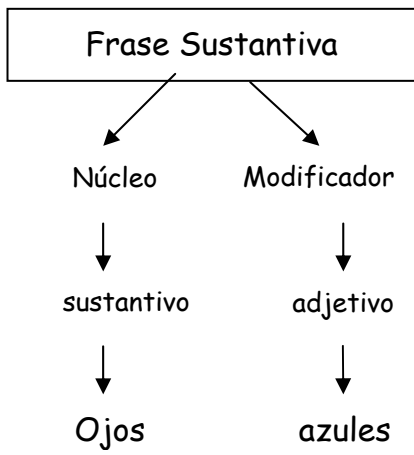 Frase Sustantiva
Núcleo Modificador
sustantivo adjetivo
Ojos azules